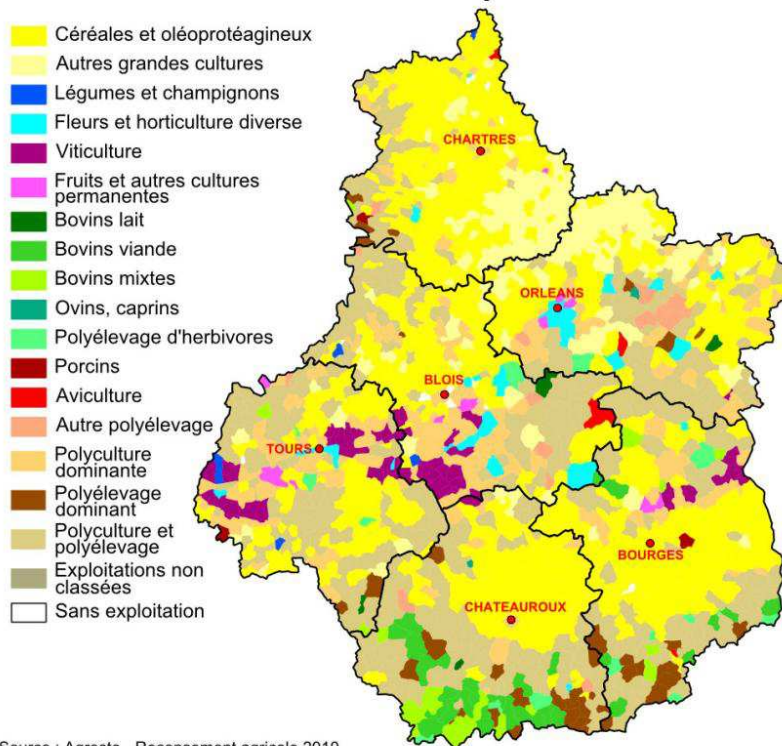 Céréales et oléoprotéagineux
Autres grandes cultures
Légumes et champignons
Fleurs et horticulture diverse
Viticulture
Fruits et autres cultures
permanentes
Bovins lait
Bovins viande
Bovins mixtes
Ovins, caprins
Polyélevage d'herbivores
Porcins
Aviculture
Autre polyélevage
Polyculture
dominante
Polyélevage
dominant
Polyculture et
polyélevage
Exploitations non
classées
Sans exploitation
CHARTRES
ORLEANS
BLOIS
TOURS
BOURGES
CHATEAUROUX